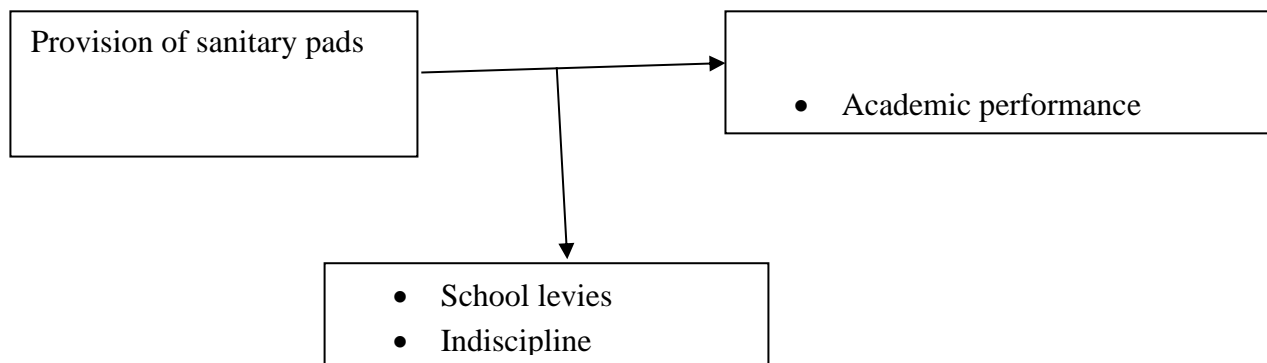 Provision of sanitary pads
• Academic performance
• School levies
• Indiscipline